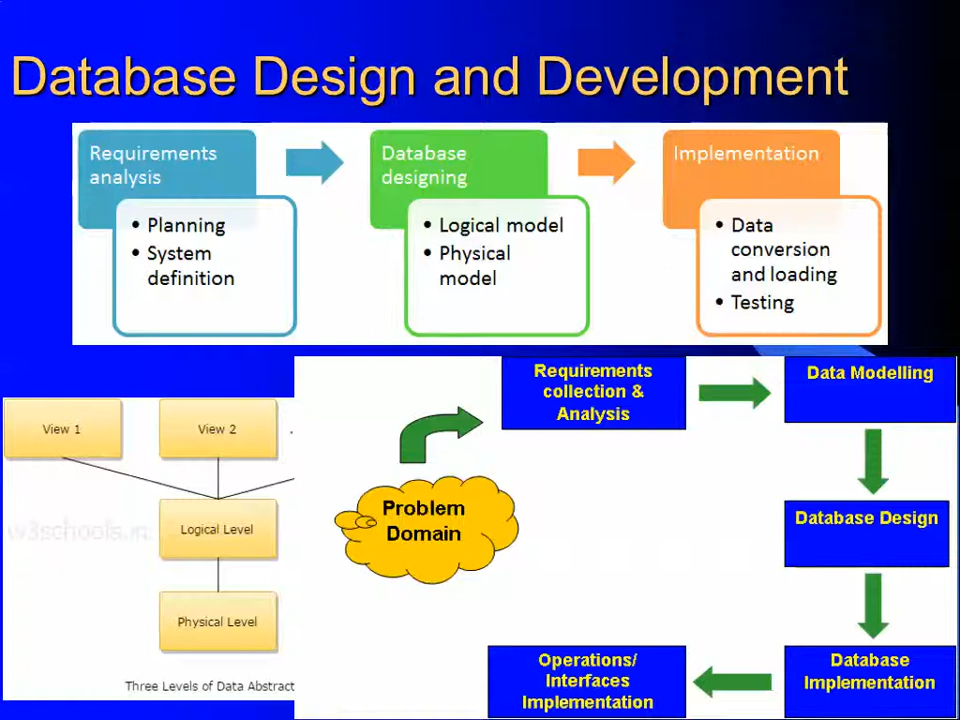 Database Design and Development
Requirements
analysis
• Planning
• System
definition
Database
designing
• Logical model
• Physical
model
Implementation
• Data
conversion
and loading
• Testing
View 1
View 2
.
Logical Level
w3schools.in
Physical Level
Three Levels of Data Abstract
Problem
Domain
Requirements
collection &
Analysis
Data Modelling
Database Design
Database
Implementation
Operations/
Interfaces
Implementation